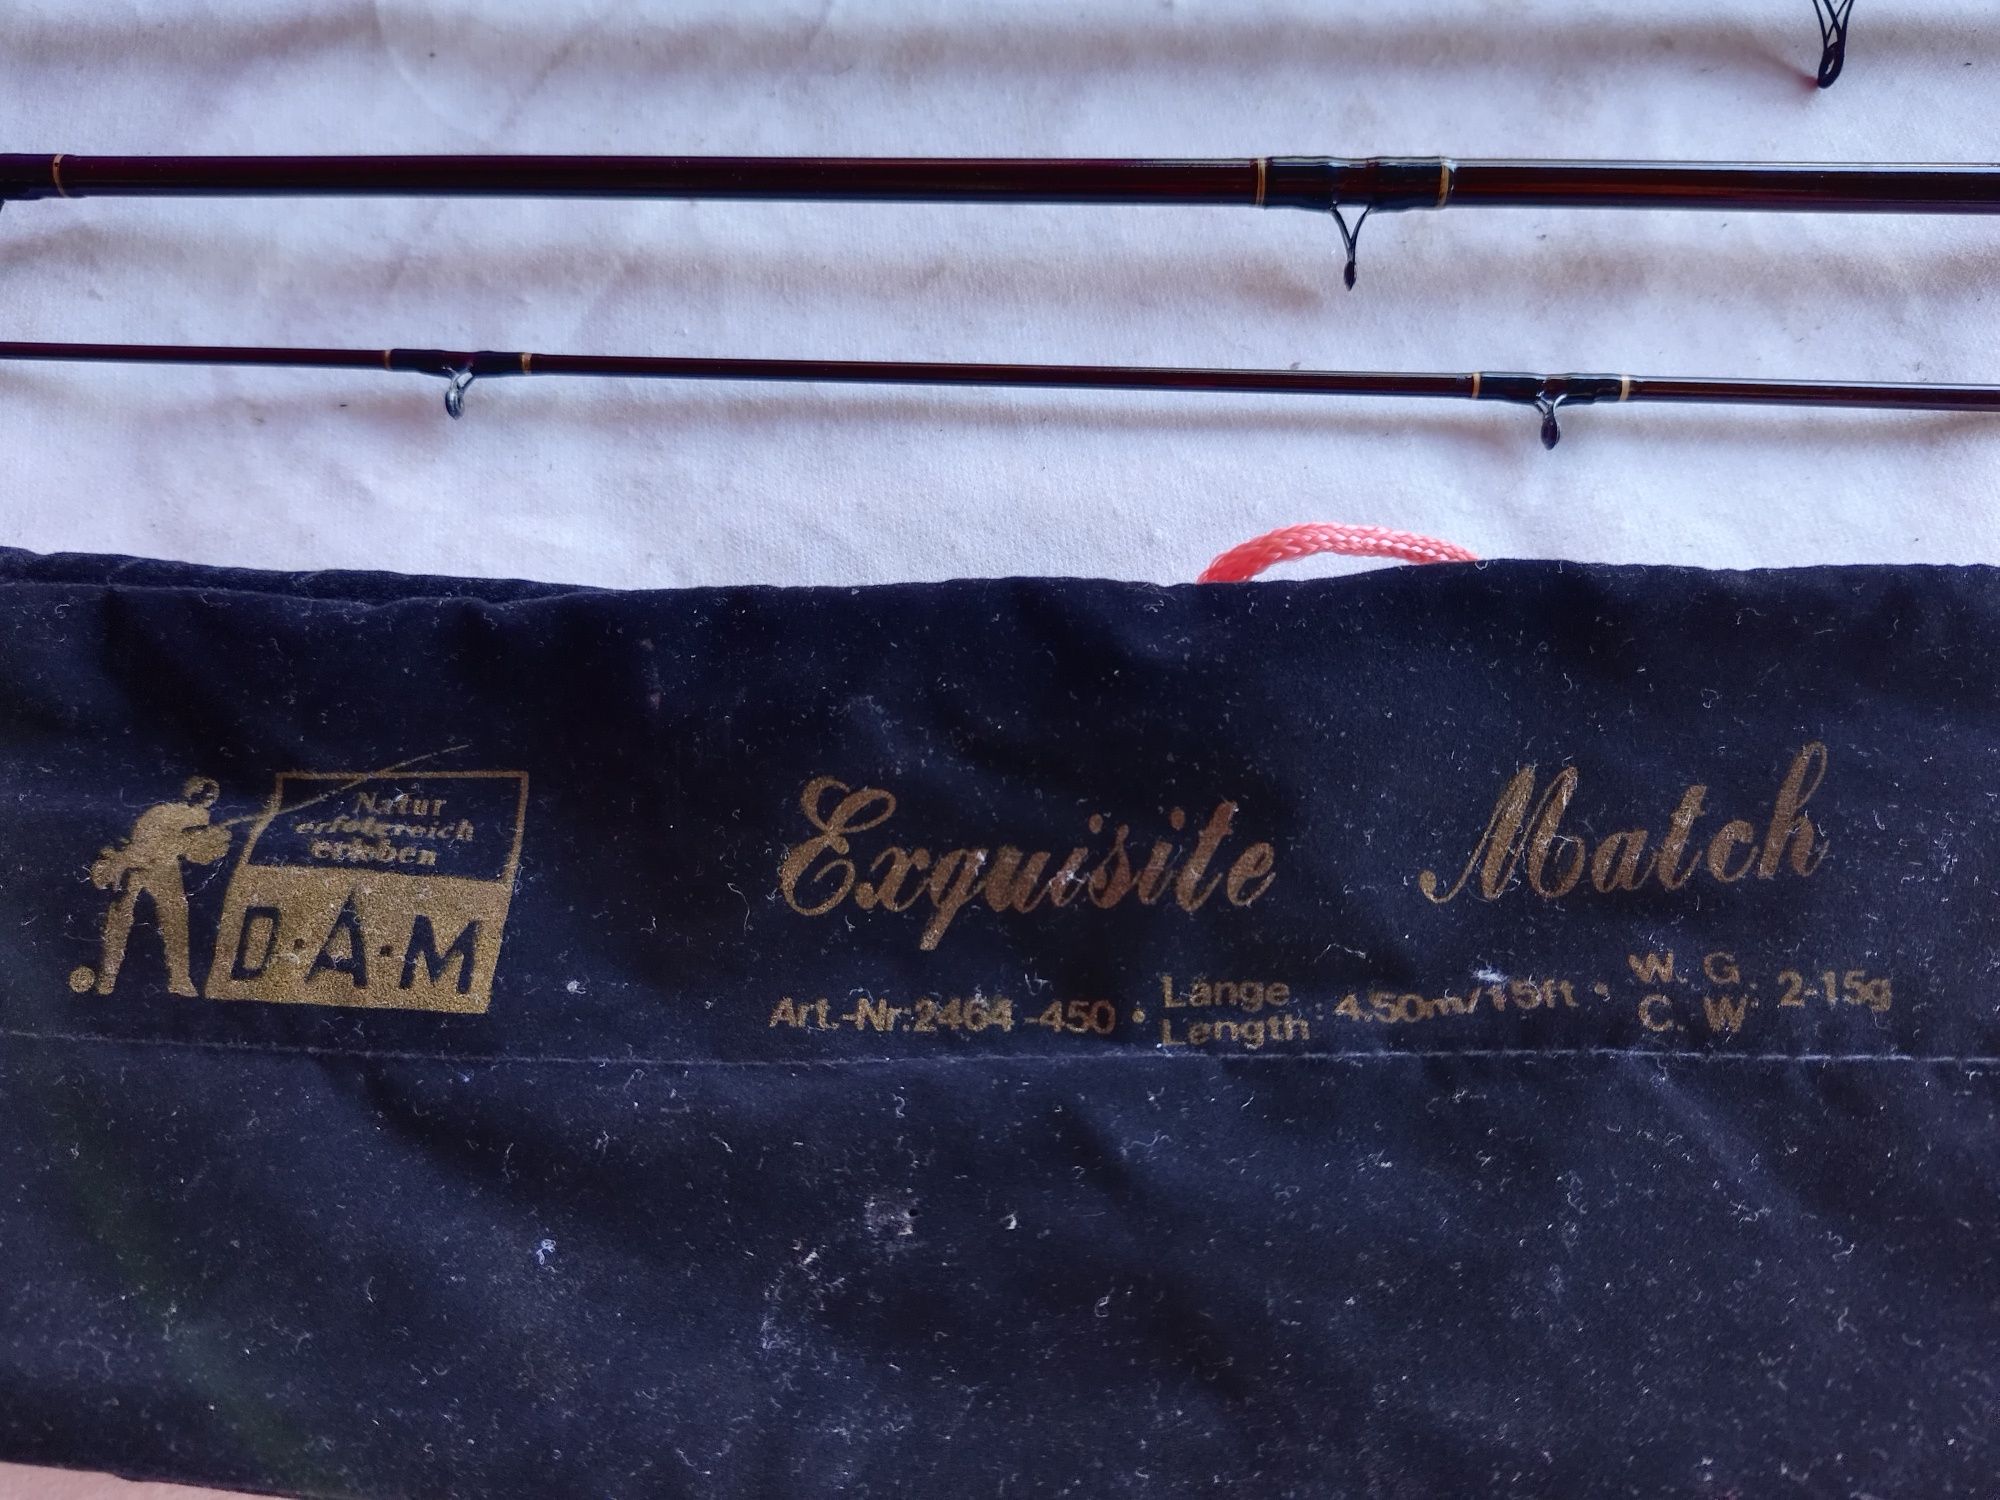 Natur
erfolgreich
erleben
D·A·M
Exquisite Match
Art.-Nr.:2464-450 · Länge : 4.50m/15ft · W. G. 2-15g
Length C. W.